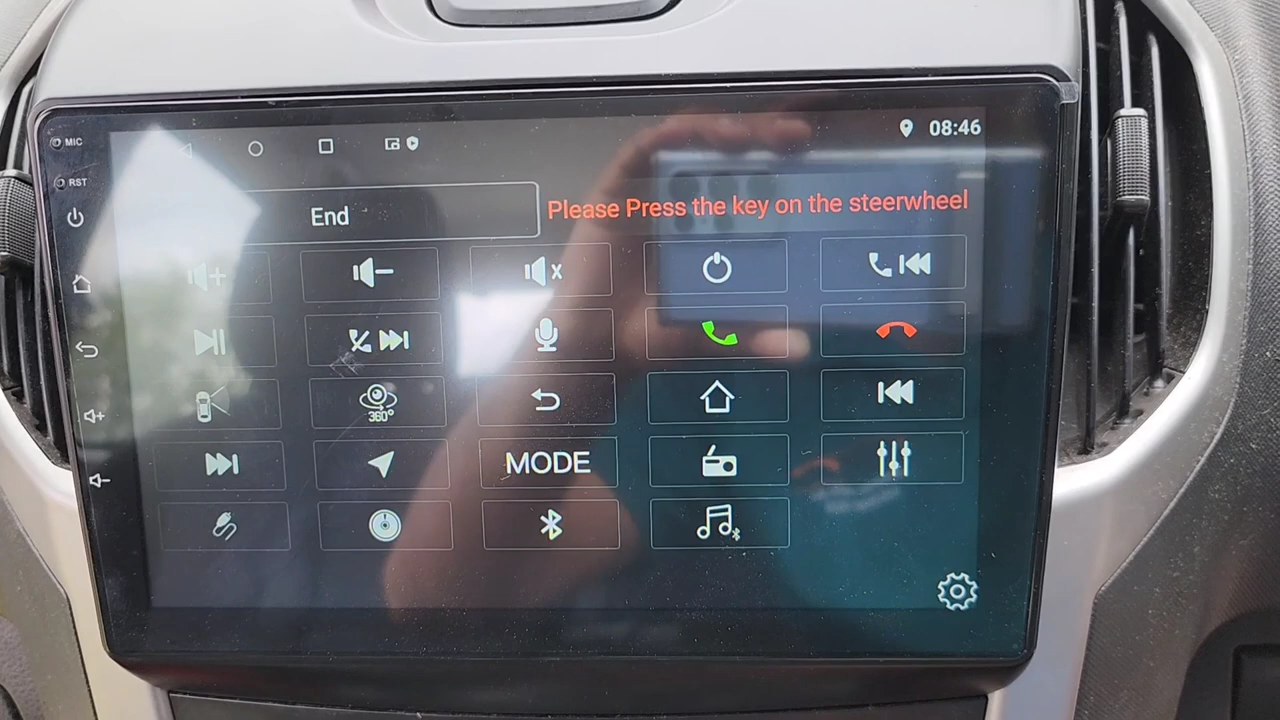 MIC
08:46
RST
End
Please Press the key on the steerwheel
360°
MODE